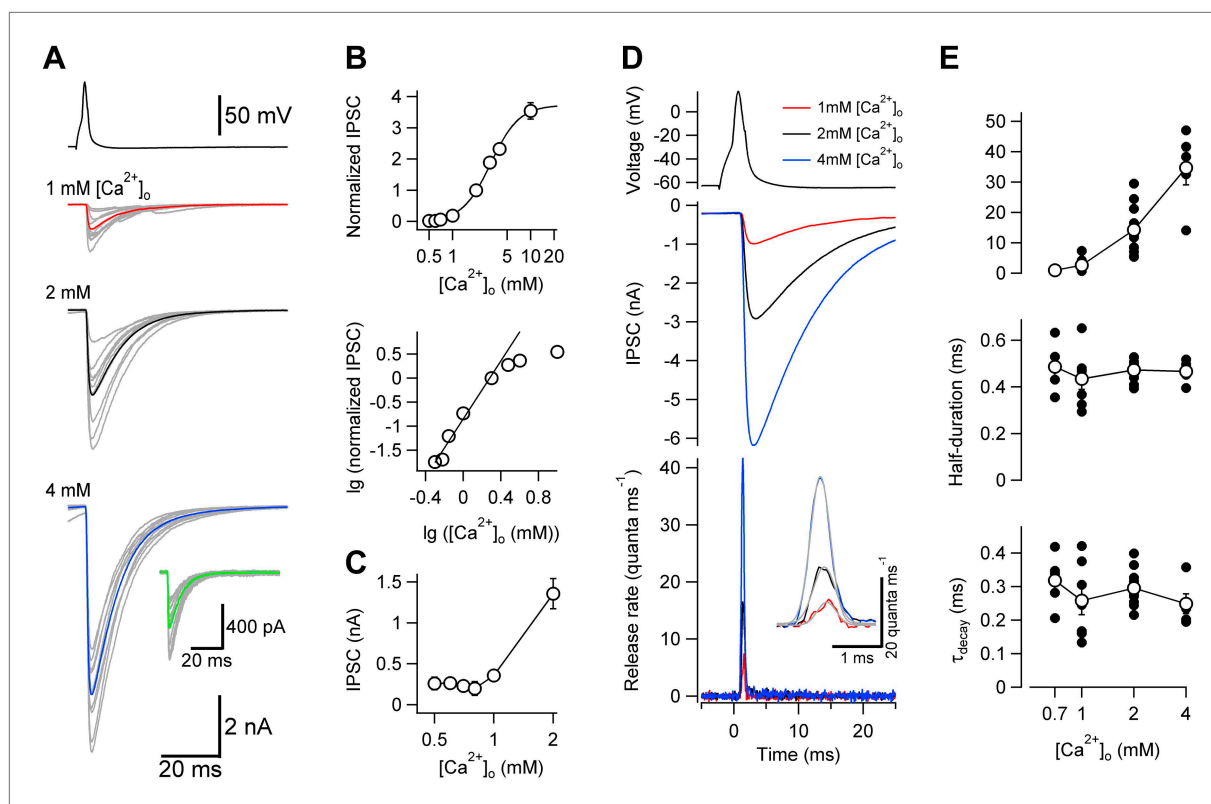 A
50 mV
1 mM [Ca²⁺]ₒ
2 mM
4 mM
400 pA
20 ms
2 nA
20 ms
B
Normalized IPSC
4
3
2
1
0
0.5 1 5 10 20
[Ca²⁺]ₒ (mM)
lg (normalized IPSC)
0.5
0
-0.5
-1
-1.5
-0.4 0 0.4 0.8
lg ([Ca²⁺]ₒ (mM))
C
IPSC (nA)
1.5
1.0
0.5
0
0.5 1 2
[Ca²⁺]ₒ (mM)
D
Voltage (mV)
0
-20
-40
-60
1mM [Ca²⁺]ₒ
2mM [Ca²⁺]ₒ
4mM [Ca²⁺]ₒ
IPSC (nA)
0
-1
-2
-3
-4
-5
-6
Release rate (quanta ms⁻¹)
40
30
20
10
0
20 quanta ms⁻¹
1 ms
0 10 20
Time (ms)
E
50
40
30
20
10
0
Half-duration (ms)
0.6
0.4
0.2
0
τdecay (ms)
0.4
0.3
0.2
0.1
0
0.7 1 2 4
[Ca²⁺]ₒ (mM)